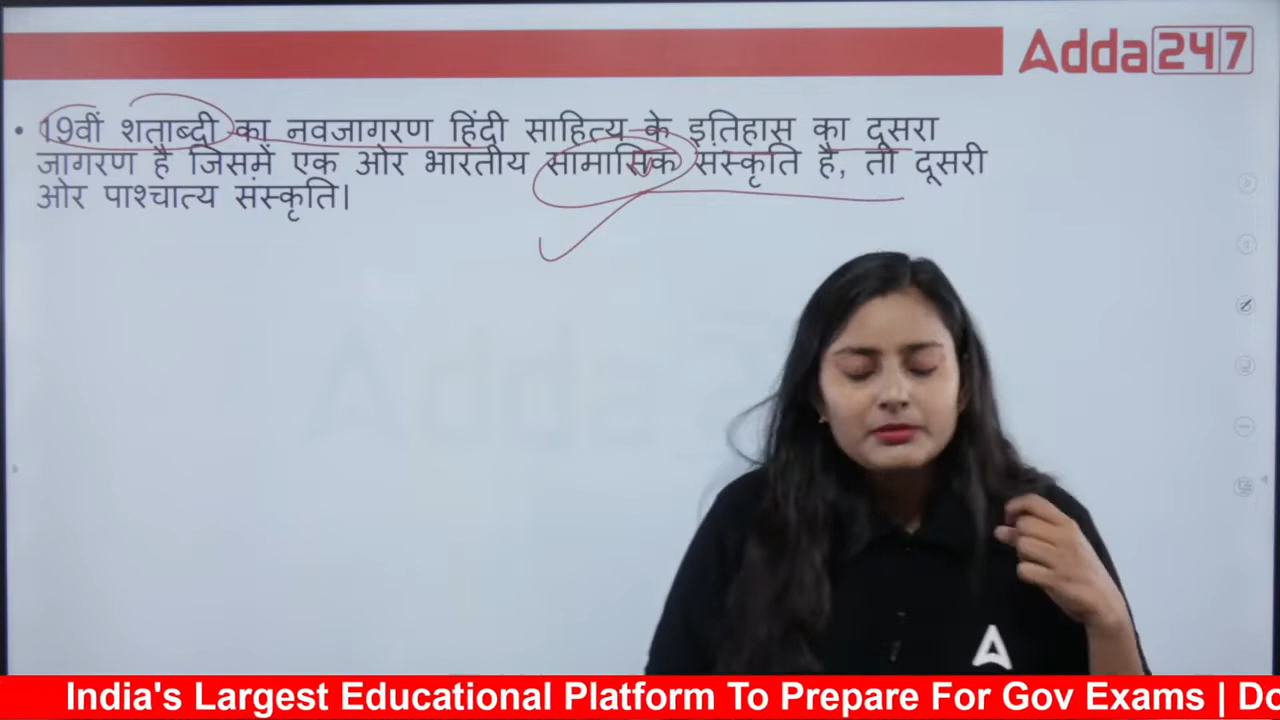 Adda247
• 19वीं शताब्दी का नवजागरण हिंदी साहित्य के इतिहास का दूसरा
जागरण है जिसमें एक ओर भारतीय सामासिक संस्कृति है, तो दूसरी
ओर पाश्चात्य संस्कृति।
India's Largest Educational Platform To Prepare For Gov Exams | Do